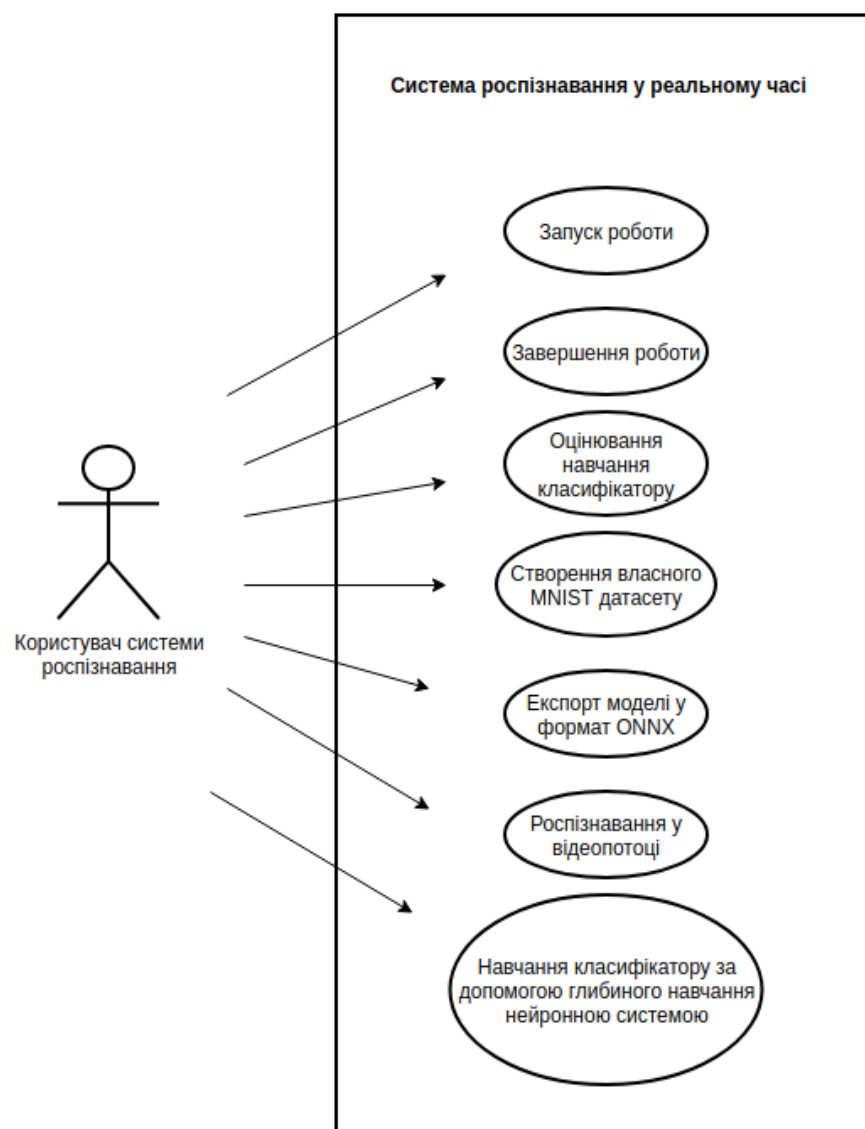 Система роспізнавання у реальному часі
Запуск роботи
Завершення роботи
Оцінювання
навчання
класифікатору
Створення власного
MNIST датасету
Користувач системи
роспізнавання
Експорт моделі у
формат ONNX
Роспізнавання у
відеопотоці
Навчання класифікатору за
допомогою глибиного навчання
нейронною системою